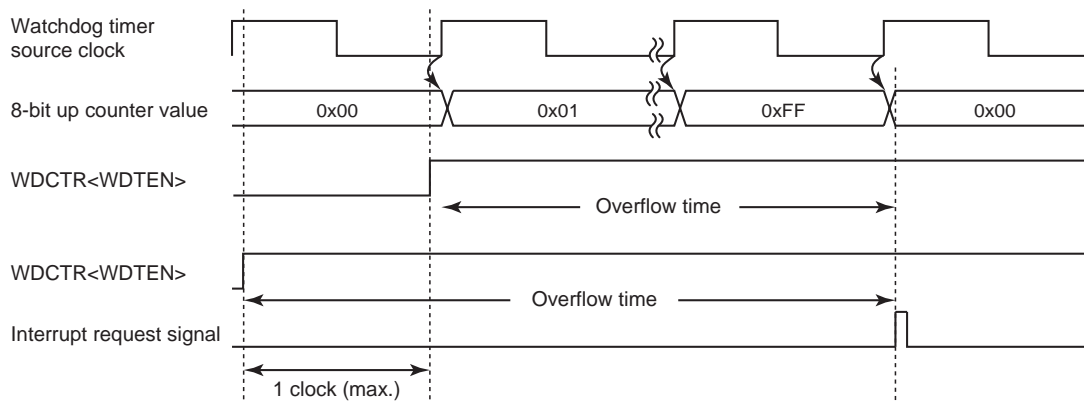 Watchdog timer
source clock
8-bit up counter value
0x00 0x01 0xFF 0x00
WDCTR<WDTEN>
Overflow time
WDCTR<WDTEN>
Overflow time
Interrupt request signal
1 clock (max.)